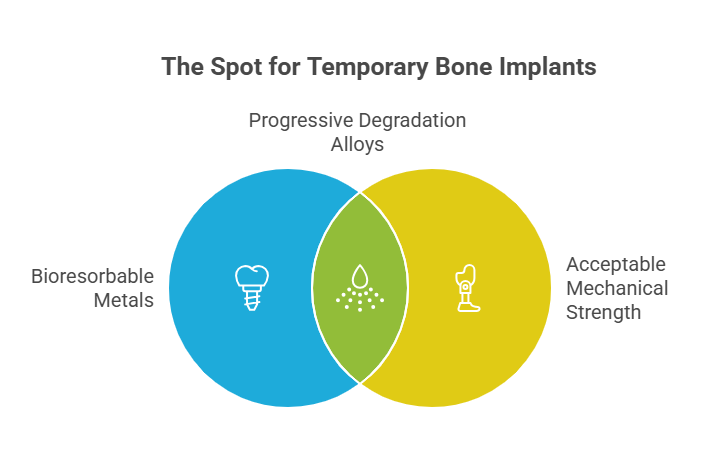 The Spot for Temporary Bone Implants
Progressive Degradation
Alloys
Bioresorbable
Metals
Acceptable
Mechanical
Strength